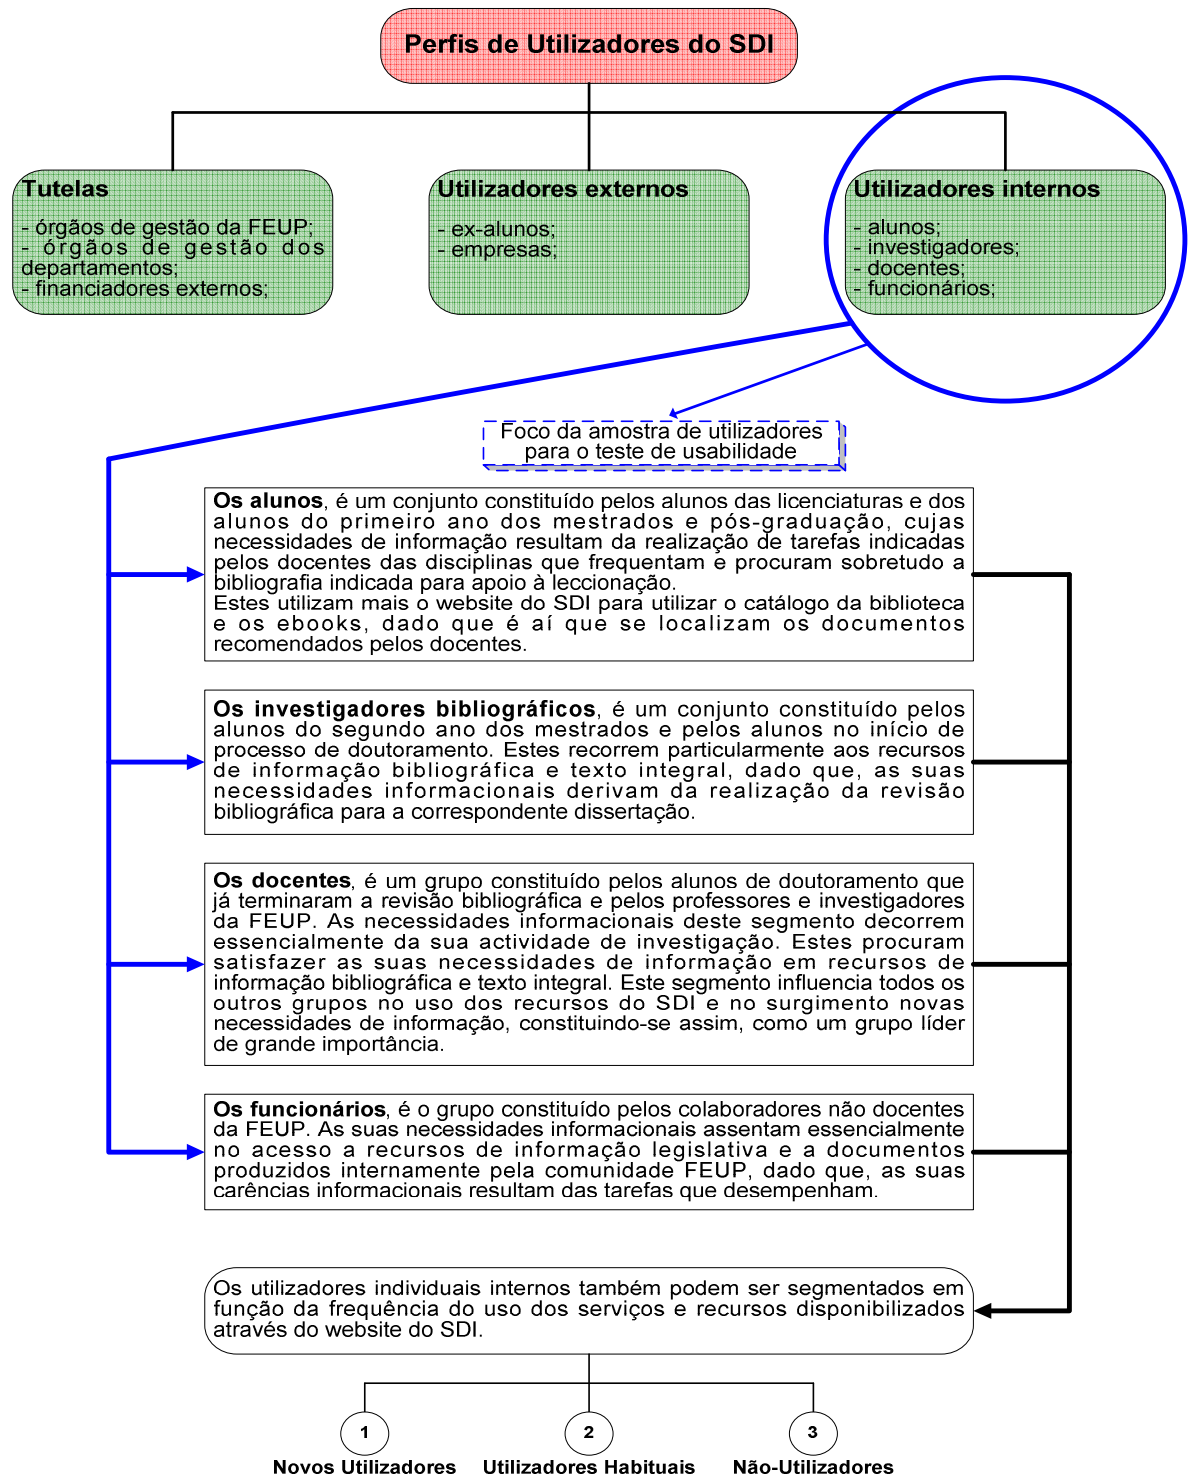 Perfis de Utilizadores do SDI
Tutelas
- órgãos de gestão da FEUP;
- órgãos de gestão dos
departamentos;
- financiadores externos;
Utilizadores externos
- ex-alunos;
- empresas;
Utilizadores internos
- alunos;
- investigadores;
- docentes;
- funcionários;
Foco da amostra de utilizadores
para o teste de usabilidade
Os alunos, é um conjunto constituído pelos alunos das licenciaturas e dos
alunos do primeiro ano dos mestrados e pós-graduação, cujas
necessidades de informação resultam da realização de tarefas indicadas
pelos docentes das disciplinas que frequentam e procuram sobretudo a
bibliografia indicada para apoio à leccionação.
Estes utilizam mais o website do SDI para utilizar o catálogo da biblioteca
e os ebooks, dado que é aí que se localizam os documentos
recomendados pelos docentes.
Os investigadores bibliográficos, é um conjunto constituído pelos
alunos do segundo ano dos mestrados e pelos alunos no início de
processo de doutoramento. Estes recorrem particularmente aos recursos
de informação bibliográfica e texto integral, dado que, as suas
necessidades informacionais derivam da realização da revisão
bibliográfica para a correspondente dissertação.
Os docentes, é um grupo constituído pelos alunos de doutoramento que
já terminaram a revisão bibliográfica e pelos professores e investigadores
da FEUP. As necessidades informacionais deste segmento decorrem
essencialmente da sua actividade de investigação. Estes procuram
satisfazer as suas necessidades de informação em recursos de
informação bibliográfica e texto integral. Este segmento influencia todos os
outros grupos no uso dos recursos do SDI e no surgimento novas
necessidades de informação, constituindo-se assim, como um grupo líder
de grande importância.
Os funcionários, é o grupo constituído pelos colaboradores não docentes
da FEUP. As suas necessidades informacionais assentam essencialmente
no acesso a recursos de informação legislativa e a documentos
produzidos internamente pela comunidade FEUP, dado que, as suas
carências informacionais resultam das tarefas que desempenham.
Os utilizadores individuais internos também podem ser segmentados em
função da frequência do uso dos serviços e recursos disponibilizados
através do website do SDI.
1
Novos Utilizadores
2
Utilizadores Habituais
3
Não-Utilizadores